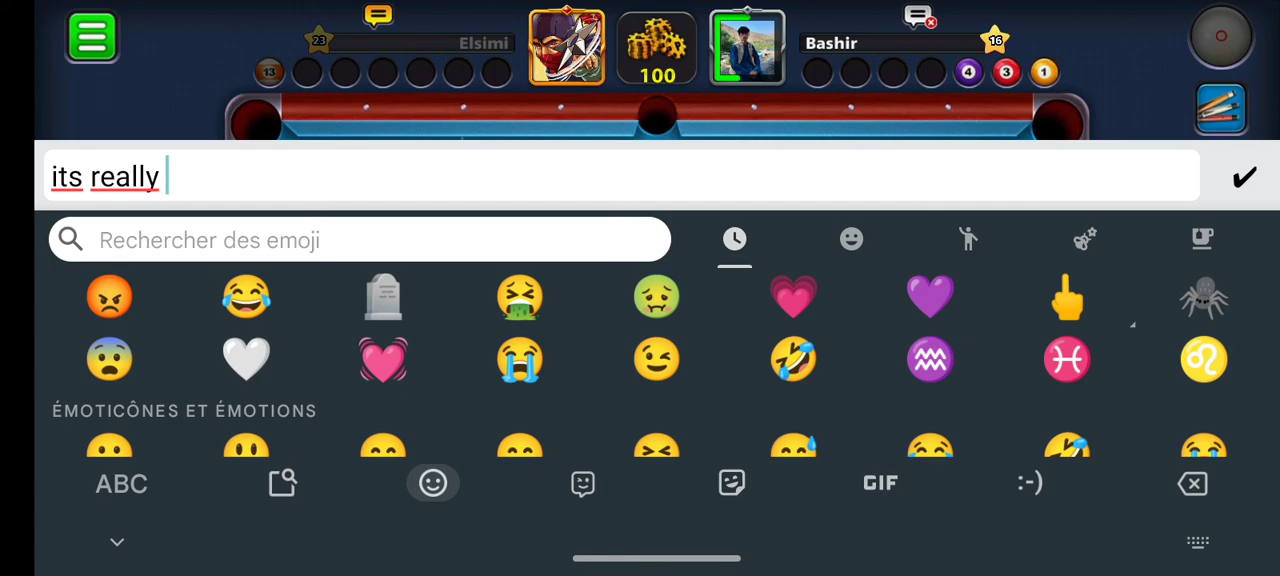 23
Elsimi
100
Bashir
16
13
4
3
1
its really
Rechercher des emoji
ÉMOTICÔNES ET ÉMOTIONS
ABC
GIF
:-)